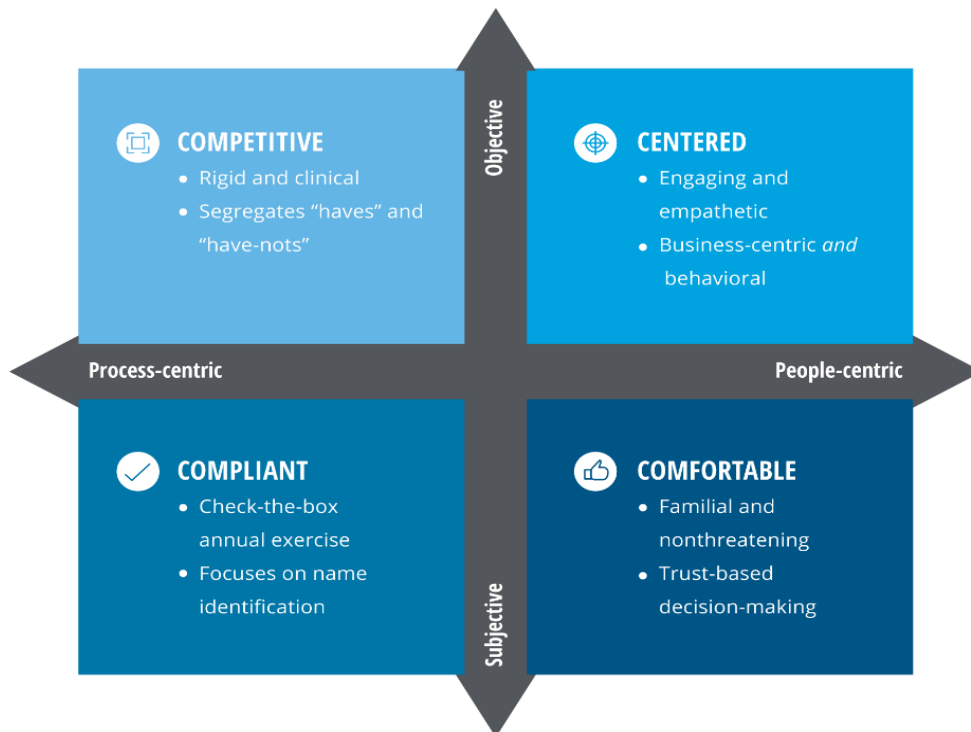 Objective
COMPETITIVE
• Rigid and clinical
• Segregates “haves” and
“have-nots”
CENTERED
• Engaging and
empathetic
• Business-centric and
behavioral
Process-centric
People-centric
COMPLIANT
• Check-the-box
annual exercise
• Focuses on name
identification
COMFORTABLE
• Familial and
nonthreatening
• Trust-based
decision-making
Subjective